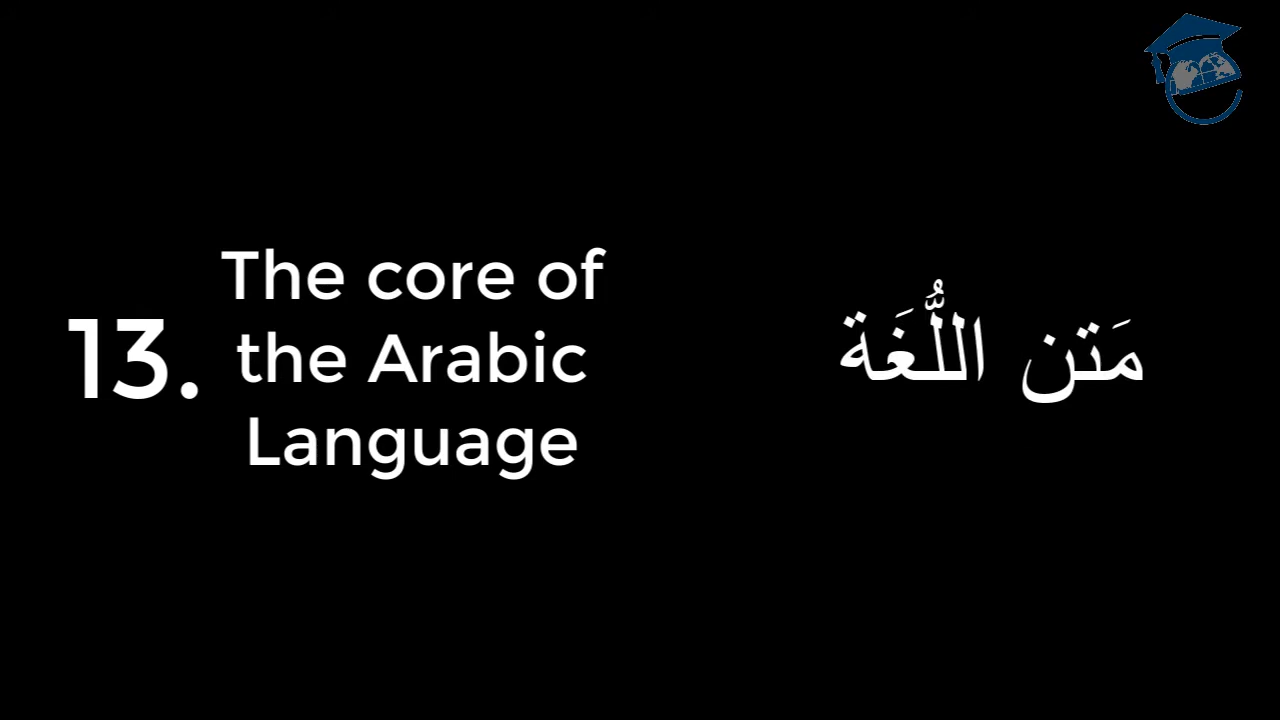 13.
The core of
the Arabic
Language
مَتن اللُّغَة